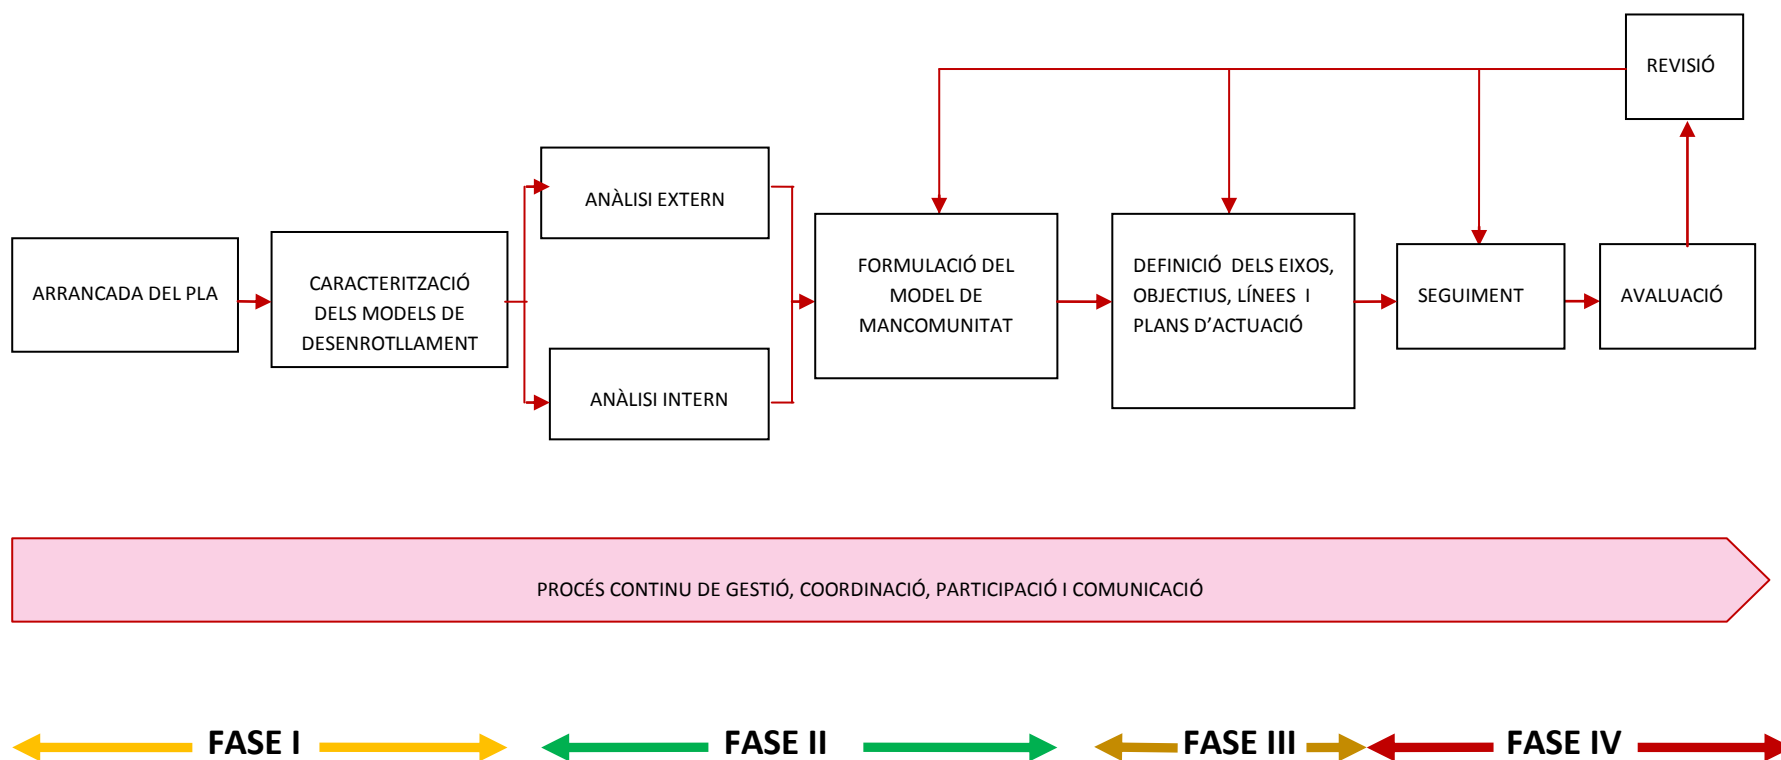 REVISIÓ
ANÀLISI EXTERN
ARRANCADA DEL PLA
CARACTERITZACIÓ
DELS MODELS DE
DESENROTLLAMENT
ANÀLISI INTERN
FORMULACIÓ DEL
MODEL DE
MANCOMUNITAT
DEFINICIÓ DELS EIXOS,
OBJECTIUS, LÍNEES I
PLANS D’ACTUACIÓ
SEGUIMENT
AVALUACIÓ
PROCÉS CONTINU DE GESTIÓ, COORDINACIÓ, PARTICIPACIÓ I COMUNICACIÓ
FASE I
FASE II
FASE III
FASE IV